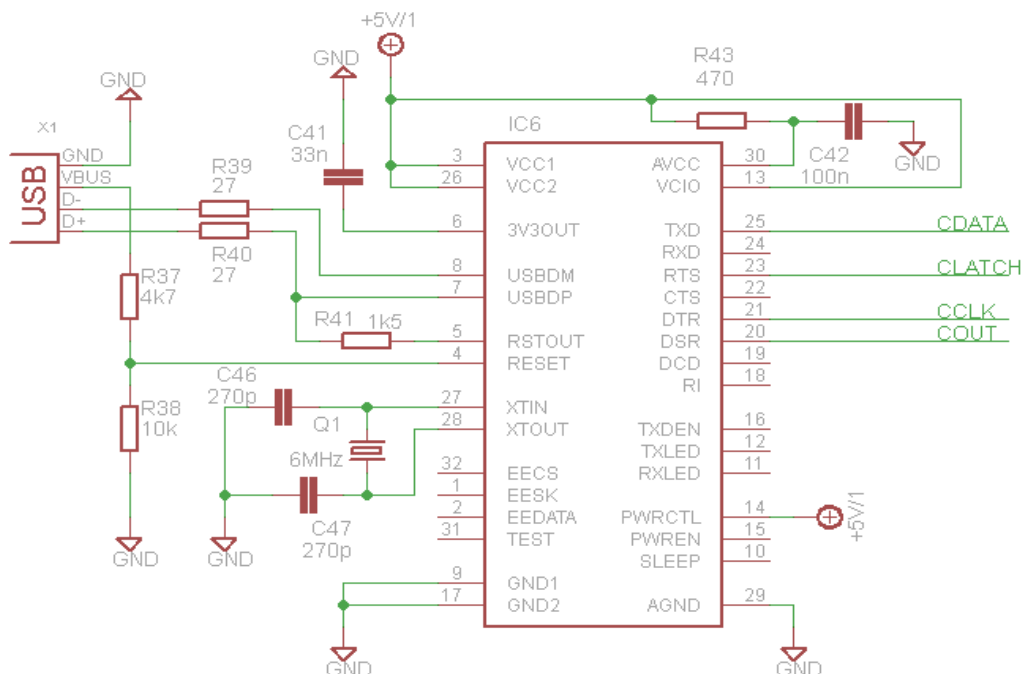 +5V/1
R43
470
GND
X1
C41
33n
IC6
GND
VBUS
D-
D+
USB
R39
27
R40
27
3 VCC1 AVCC 30
26 VCC2 VCIO 13
C42
100n
GND
6 3V3OUT TXD 25 CDATA
RXD 24
8 USBDM RTS 23 CLATCH
7 USBDP CTS 22
DTR 21 CCLK
5 RSTOUT DSR 20 COUT
4 RESET DCD 19
RI 18
R37
4k7
R41 1k5
C46
270p
R38
10k
27 XTIN
28 XTOUT TXDEN 16
Q1
6MHz
TXLED 12
32 EECS RXLED 11
1 EESK
2 EEDATA PWRCTL 14 +5V/1
31 TEST PWREN 15
SLEEP 10
C47
270p
GND
GND
9 GND1
17 GND2 AGND 29
GND
GND
GND